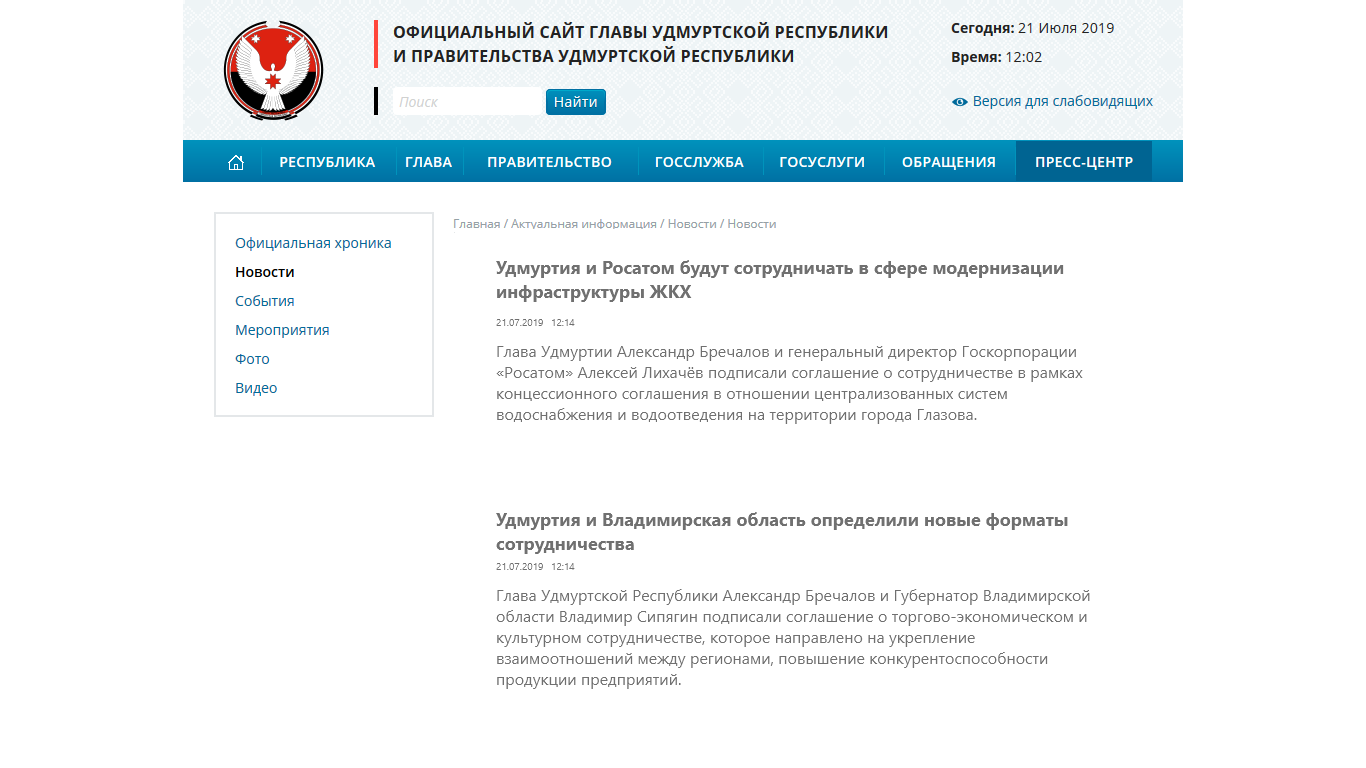 ОФИЦИАЛЬНЫЙ САЙТ ГЛАВЫ УДМУРТСКОЙ РЕСПУБЛИКИ
И ПРАВИТЕЛЬСТВА УДМУРТСКОЙ РЕСПУБЛИКИ
Поиск
Найти
Сегодня: 21 Июля 2019
Время: 12:02
Версия для слабовидящих
РЕСПУБЛИКА ГЛАВА ПРАВИТЕЛЬСТВО ГОССЛУЖБА ГОСУСЛУГИ ОБРАЩЕНИЯ ПРЕСС-ЦЕНТР
Официальная хроника
Новости
События
Мероприятия
Фото
Видео
Главная / Актуальная информация / Новости / Новости
Удмуртия и Росатом будут сотрудничать в сфере модернизации
инфраструктуры ЖКХ
21.07.2019 12:14
Глава Удмуртии Александр Бречалов и генеральный директор Госкорпорации
«Росатом» Алексей Лихачёв подписали соглашение о сотрудничестве в рамках
концессионного соглашения в отношении централизованных систем
водоснабжения и водоотведения на территории города Глазова.
Удмуртия и Владимирская область определили новые форматы
сотрудничества
21.07.2019 12:14
Глава Удмуртской Республики Александр Бречалов и Губернатор Владимирской
области Владимир Сипягин подписали соглашение о торгово-экономическом и
культурном сотрудничестве, которое направлено на укрепление
взаимоотношений между регионами, повышение конкурентоспособности
продукции предприятий.